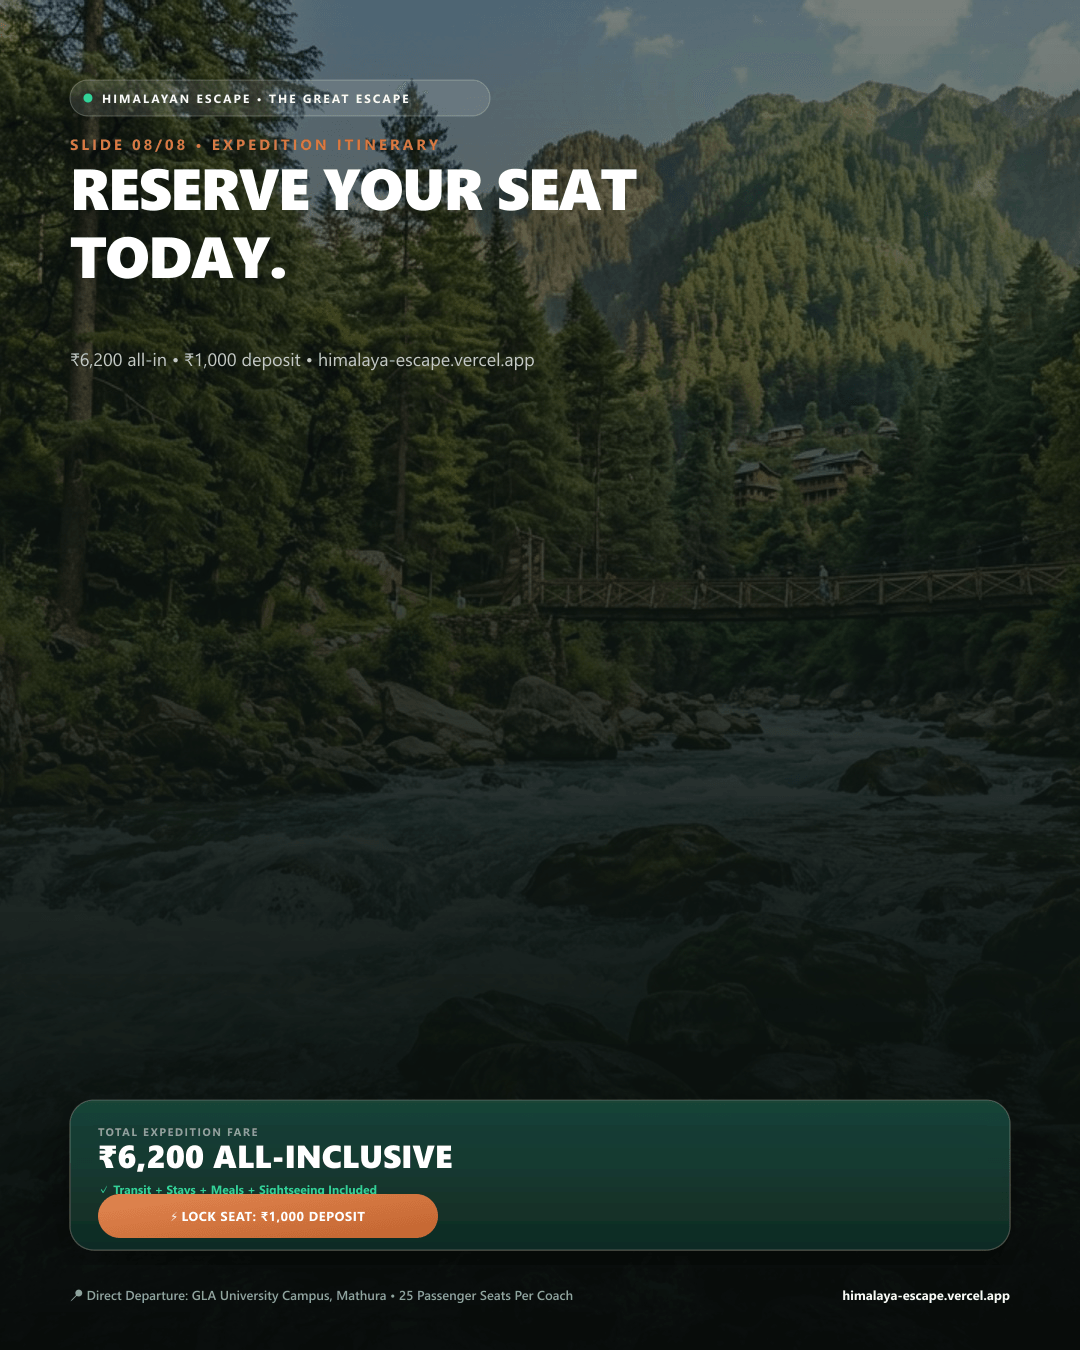 HIMALAYAN ESCAPE • THE GREAT ESCAPE
SLIDE 08/08 • EXPEDITION ITINERARY
RESERVE YOUR SEAT
TODAY.
₹6,200 all-in • ₹1,000 deposit • himalaya-escape.vercel.app
TOTAL EXPEDITION FARE
₹6,200 ALL-INCLUSIVE
✓ Transit + Stays + Meals + Sightseeing Included
⚡ LOCK SEAT: ₹1,000 DEPOSIT
📍 Direct Departure: GLA University Campus, Mathura • 25 Passenger Seats Per Coach
himalaya-escape.vercel.app